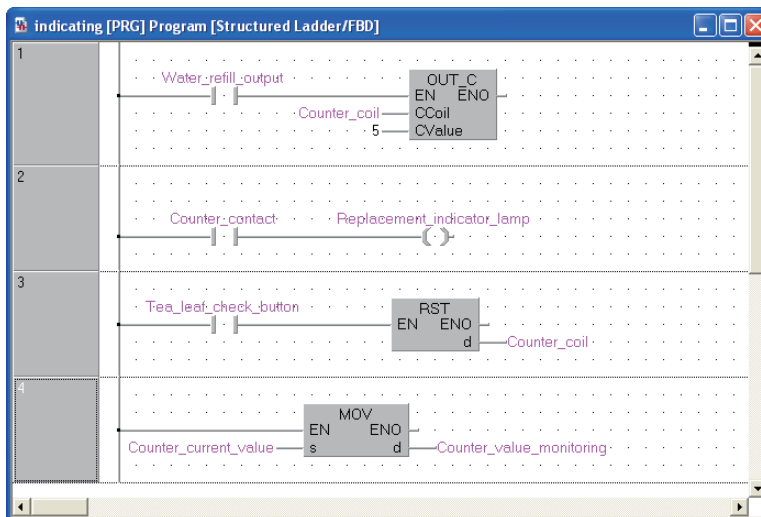 indicating [PRG] Program [Structured Ladder/FBD]
1
Water_refill_output
OUT_C
EN ENO
Counter_coil CCoil
5 CValue
2
Counter_contact Replacement_indicator_lamp
3
Tea_leaf_check_button
RST
EN ENO
d Counter_coil
4
MOV
EN ENO
Counter_current_value s d Counter_value_monitoring